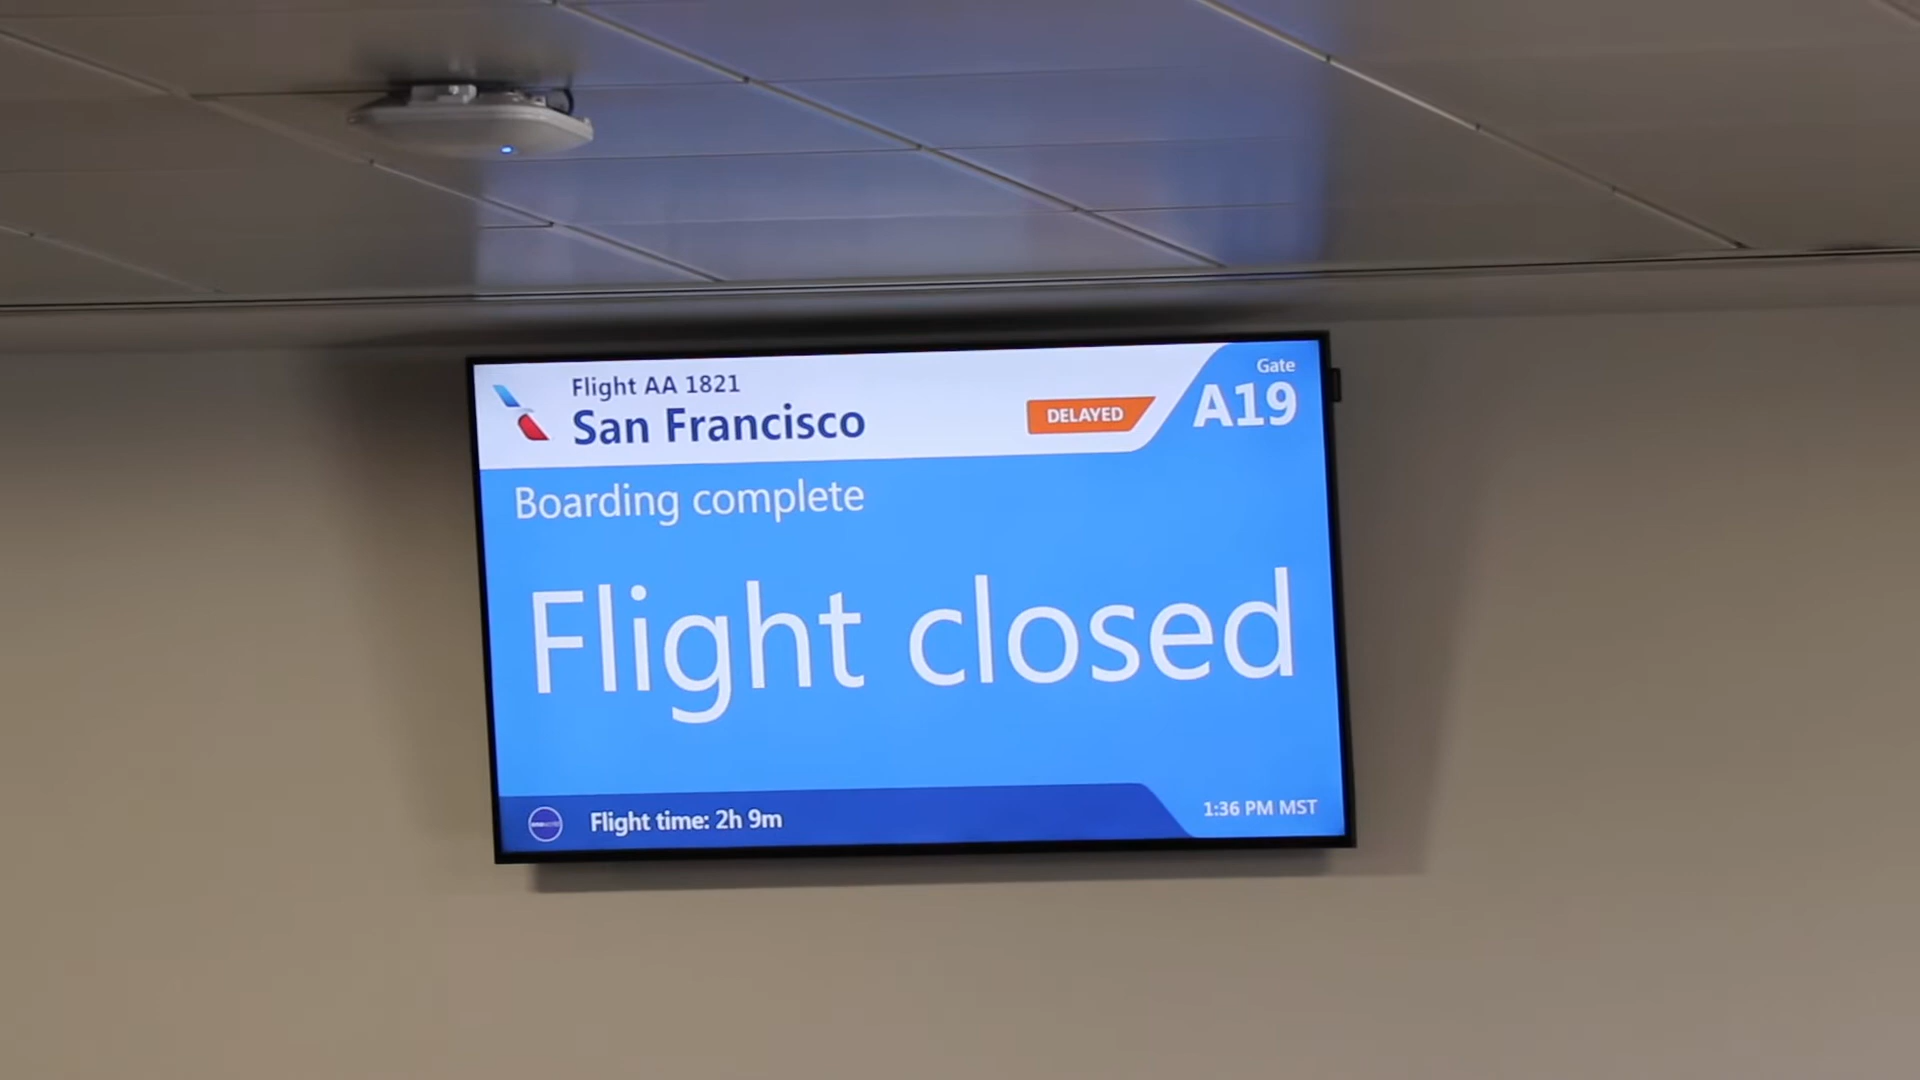 Flight AA 1821
San Francisco
DELAYED
Gate
A19
Boarding complete
Flight closed
Flight time: 2h 9m
1:36 PM MST